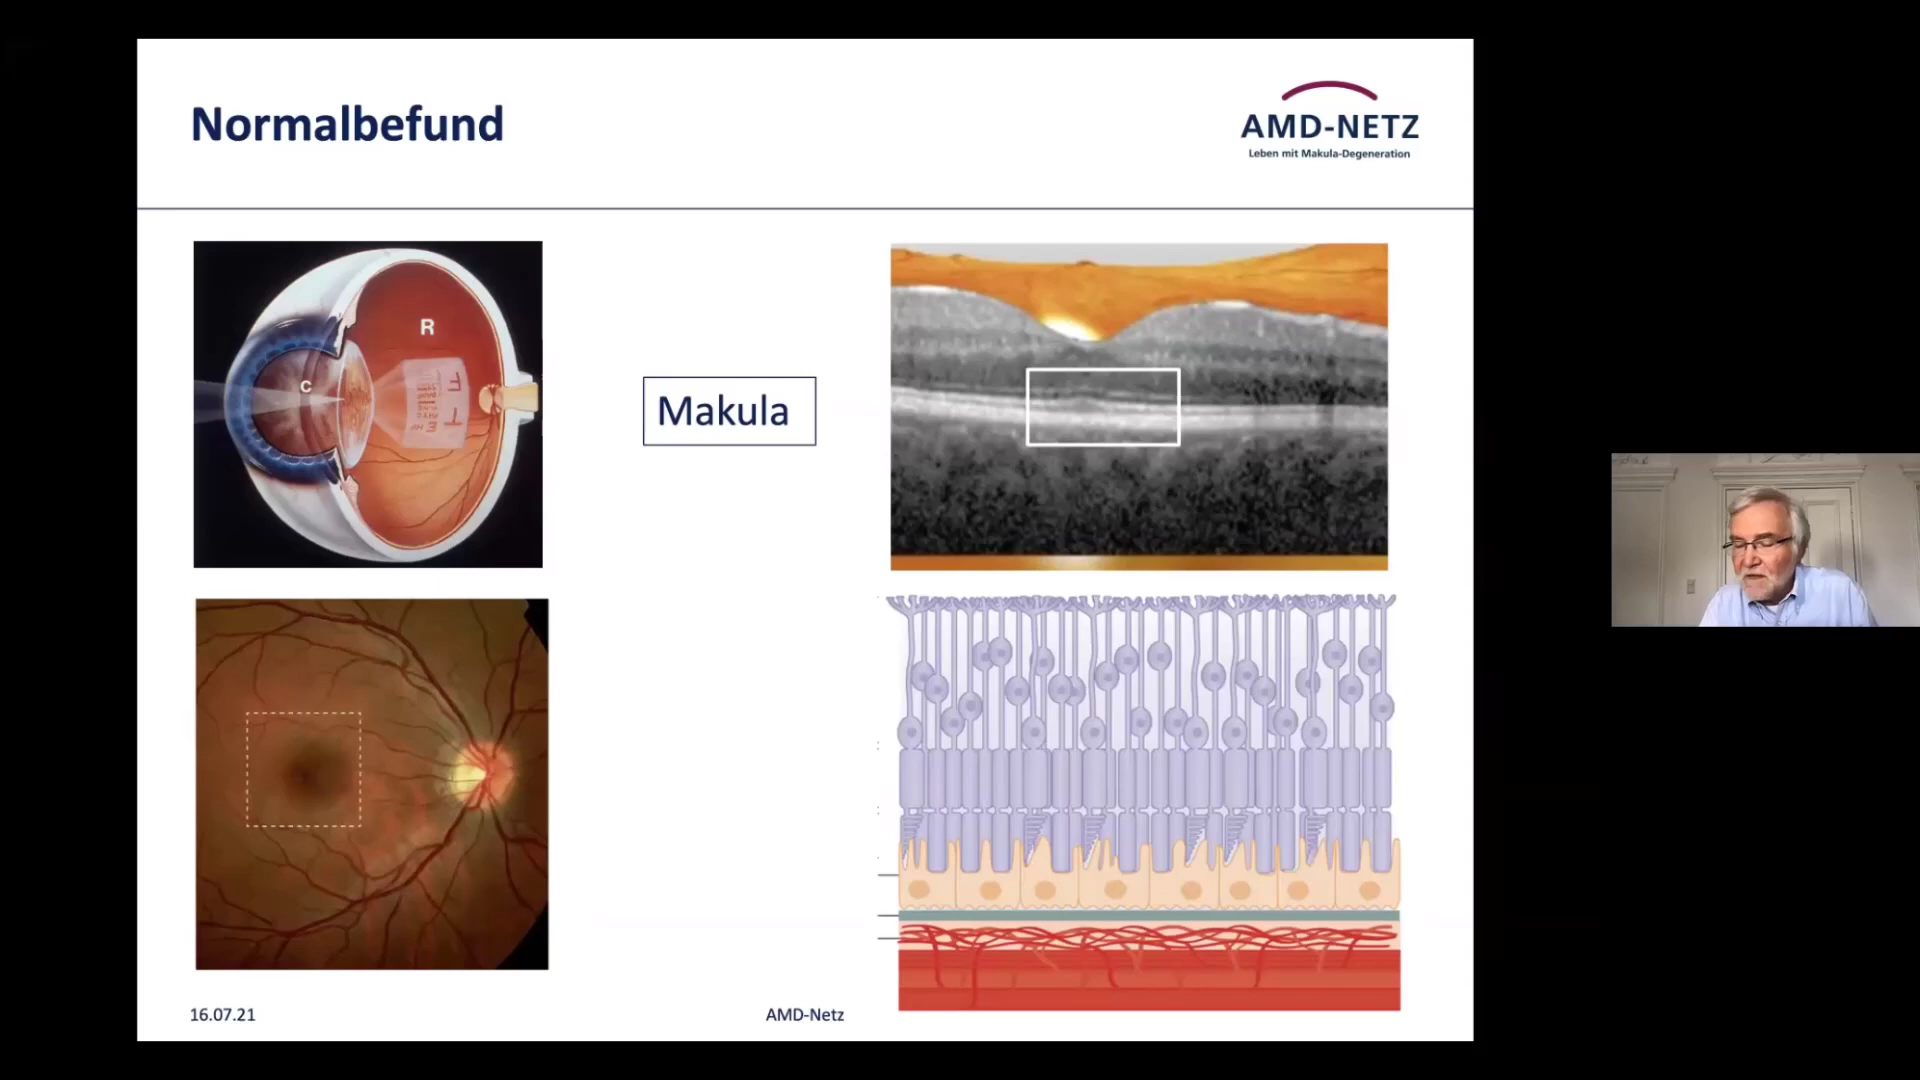 Normalbefund
AMD-NETZ
Leben mit Makula-Degeneration
R
C
Makula
16.07.21
AMD-Netz